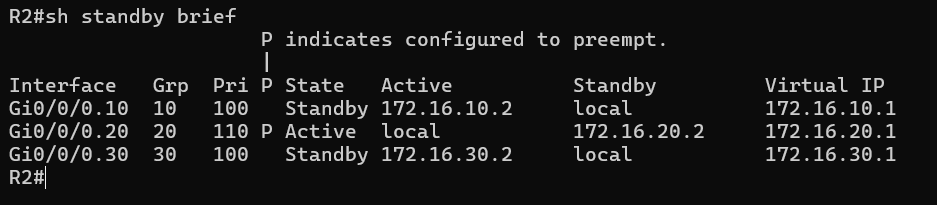 R2#sh standby brief
                     P indicates configured to preempt.
                     |
Interface   Grp  Pri P State   Active          Standby         Virtual IP
Gi0/0/0.10  10   100   Standby 172.16.10.2     local           172.16.10.1
Gi0/0/0.20  20   110 P Active  local           172.16.20.2     172.16.20.1
Gi0/0/0.30  30   100   Standby 172.16.30.2     local           172.16.30.1
R2#